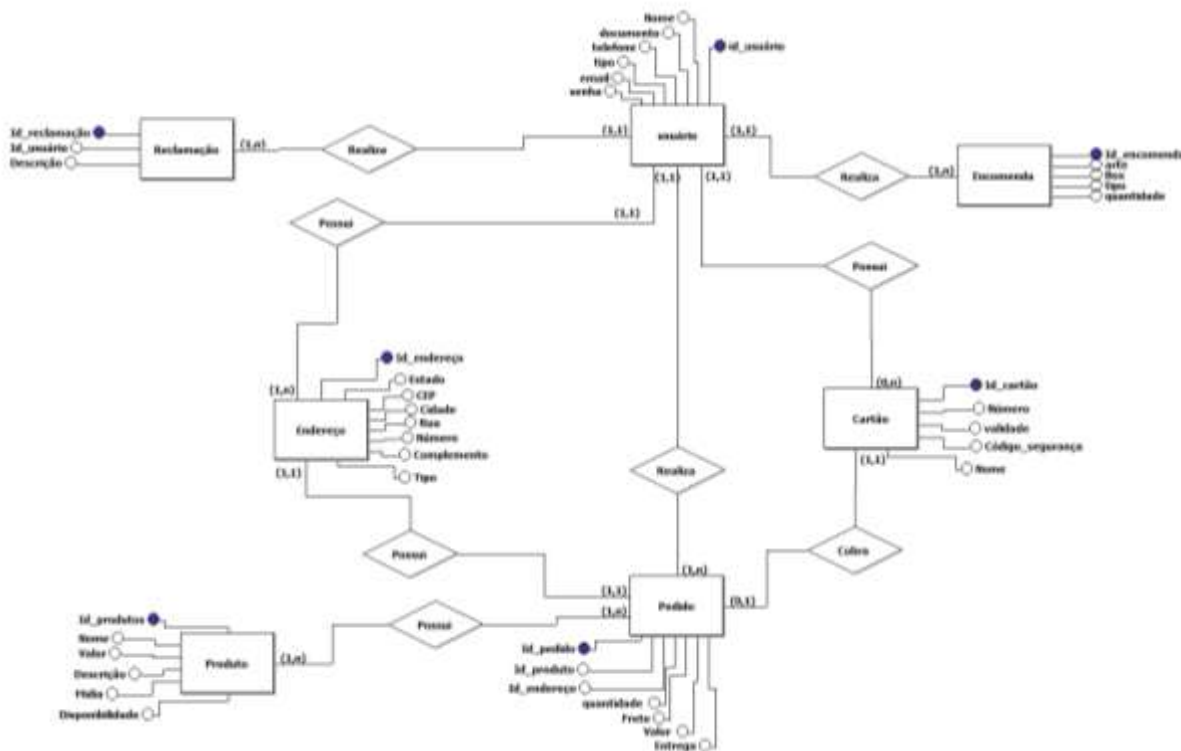 Nome
documento
telefone
id_usuário
tipo
email
senha
usuário
(1,1)
(1,1)
(1,1)
(1,1)
Id_reclamação
Id_usuário
Descrição
Reclamação
(1,n)
Realiza
Realiza
(1,n)
Encomenda
Id_encomenda
arte
tipo
quantidade
Possui
(1,1)
Possui
Id_endereço
Estado
CEP
Cidade
Rua
Número
Complemento
Tipo
(1,n)
Endereço
(1,1)
(0,n)
Cartão
(1,1)
Id_cartão
Número
validade
Código_segurança
Nome
Realiza
Possui
Cobra
(1,1)
(1,n)
(1,n)
Pedido
(0,1)
Possui
Id_produtos
Nome
Valor
Descrição
Disponibilidade
Produto
(1,n)
Id_pedido
id_produto
Id_endereço
quantidade
Frete
Valor
Entrega